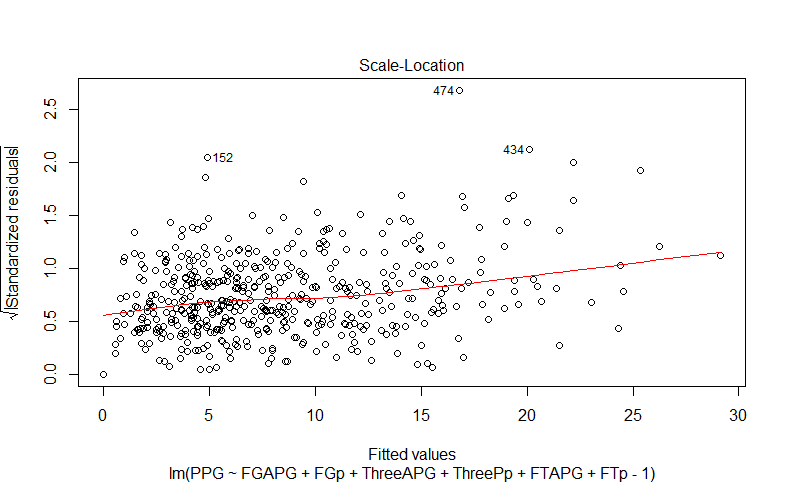 Scale-Location
√|Standardized residuals|
2.5
2.0
1.5
1.0
0.5
0.0
474
434
152
0 5 10 15 20 25 30
Fitted values
lm(PPG ~ FGAPG + FGp + ThreeAPG + ThreePp + FTAPG + FTp - 1)